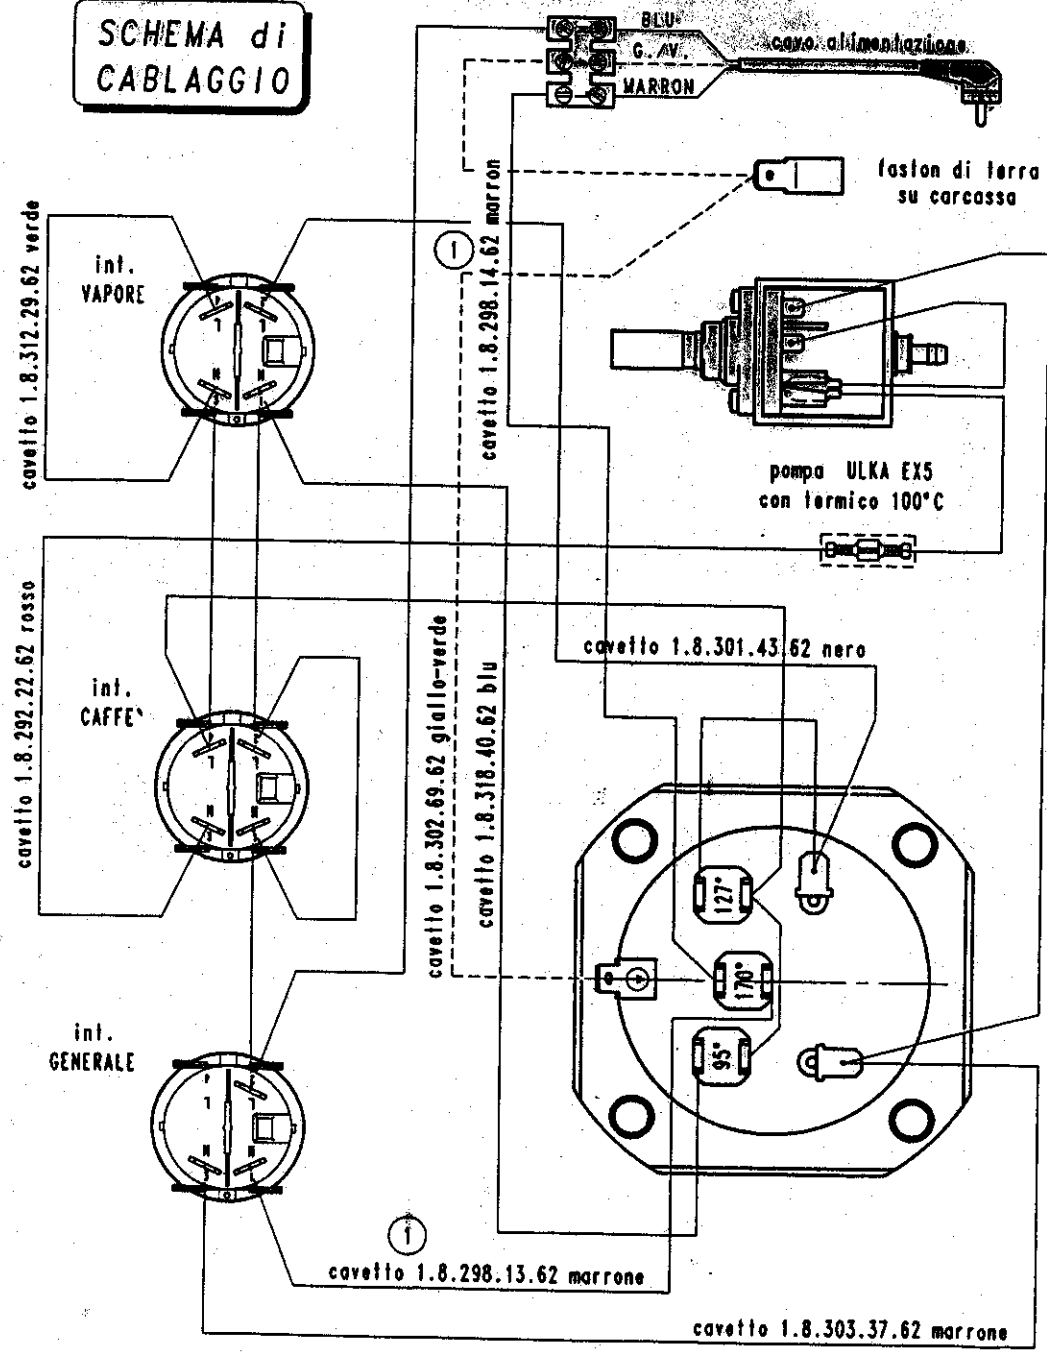 SCHEMA di
CABLAGGIO
BLU
G./V.
MARRON
cavo alimentazione
faston di terra
su carcassa
cavetto 1.8.312.29.62 verde
int.
VAPORE
1
cavetto 1.8.298.14.62 marron
pompa ULKA EX5
con termico 100°C
cavetto 1.8.292.22.62 rosso
int.
CAFFE`
cavetto 1.8.301.43.62 nero
cavetto 1.8.302.69.62 giallo-verde
cavetto 1.8.318.40.62 blu
127°
170°
95°
int.
GENERALE
1
cavetto 1.8.298.13.62 marrone
cavetto 1.8.303.37.62 marrone